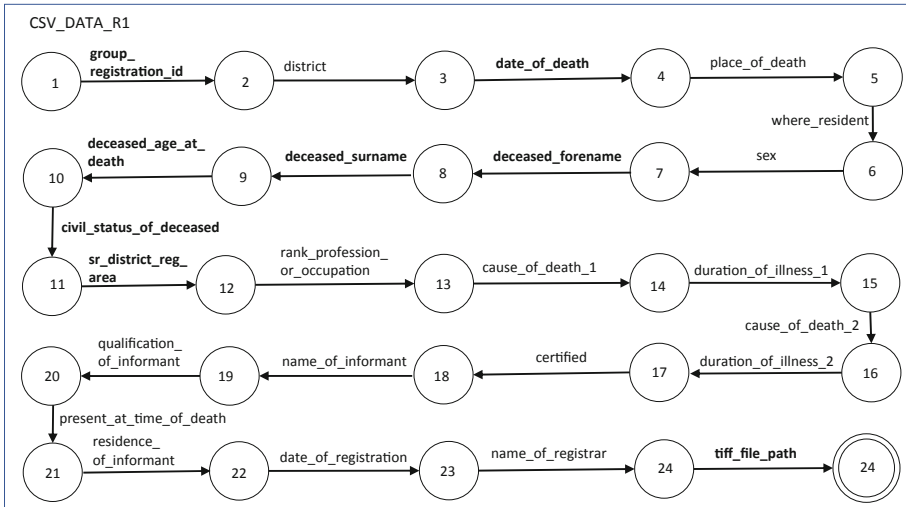 CSV_DATA_R1
group_
registration_id
district
date_of_death
place_of_death
1
2
3
4
5
where_resident
deceased_age_at_
death
deceased_surname
deceased_forename
sex
10
9
8
7
6
civil_status_of_deceased
sr_district_reg_
area
rank_profession_
or_occupation
cause_of_death_1
duration_of_illness_1
11
12
13
14
15
cause_of_death_2
qualification_
of_informant
name_of_informant
certified
duration_of_illness_2
20
19
18
17
16
present_at_time_of_death
residence_
of_informant
date_of_registration
name_of_registrar
tiff_file_path
21
22
23
24
24